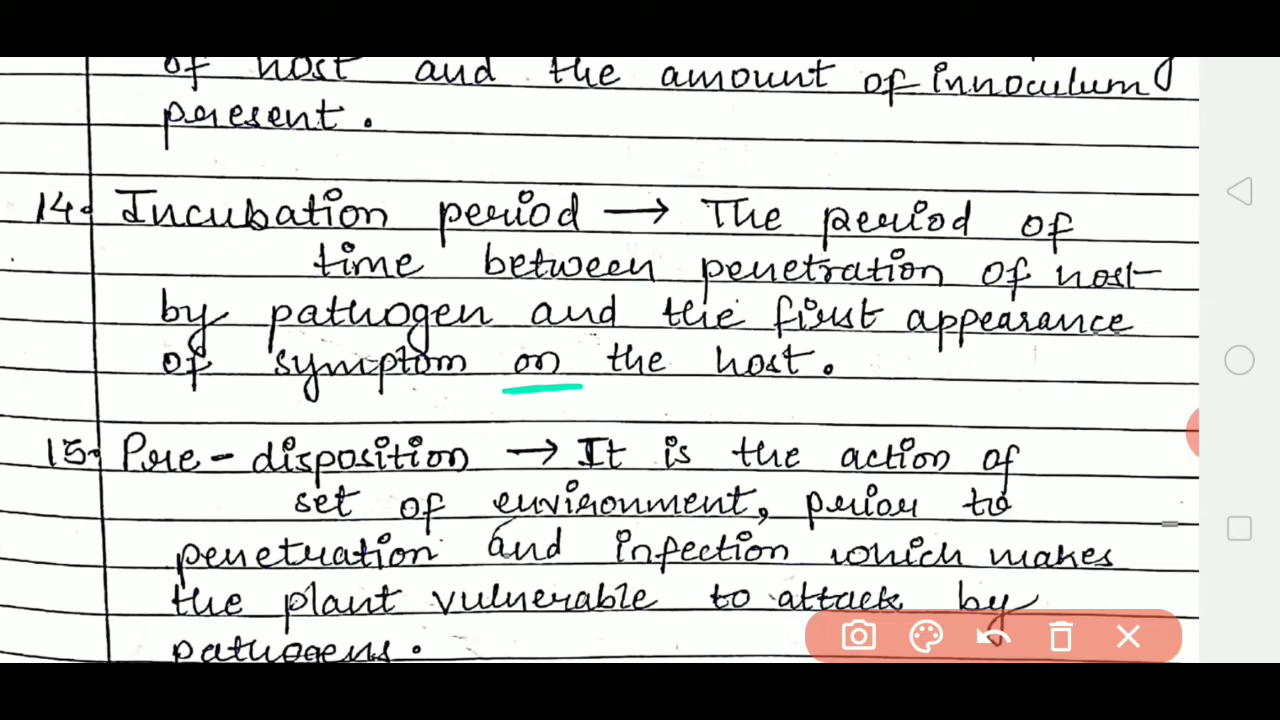 of host and the amount of innoculum
present.
14. Incubation period → The period of
time between penetration of host
by pathogen and the first appearance
of symptom on the host.
15. Pre-disposition → It is the action of
set of environment, prior to
penetration and infection which makes
the plant vulnerable to attack by
pathogens.